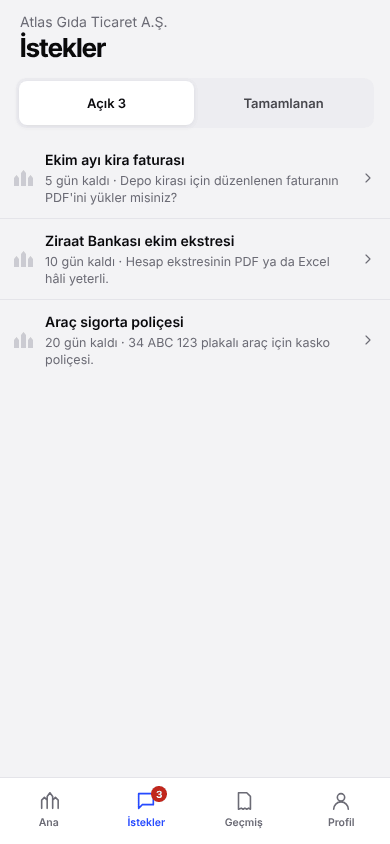 Atlas Gıda Ticaret A.Ş.
İstekler
Açık 3
Tamamlanan
Ekim ayı kira faturası
5 gün kaldı · Depo kirası için düzenlenen faturanın
PDF'ini yükler misiniz?
Ziraat Bankası ekim ekstresi
10 gün kaldı · Hesap ekstresinin PDF ya da Excel
hâli yeterli.
Araç sigorta poliçesi
20 gün kaldı · 34 ABC 123 plakalı araç için kasko
poliçesi.
3
Ana
İstekler
Geçmiş
Profil